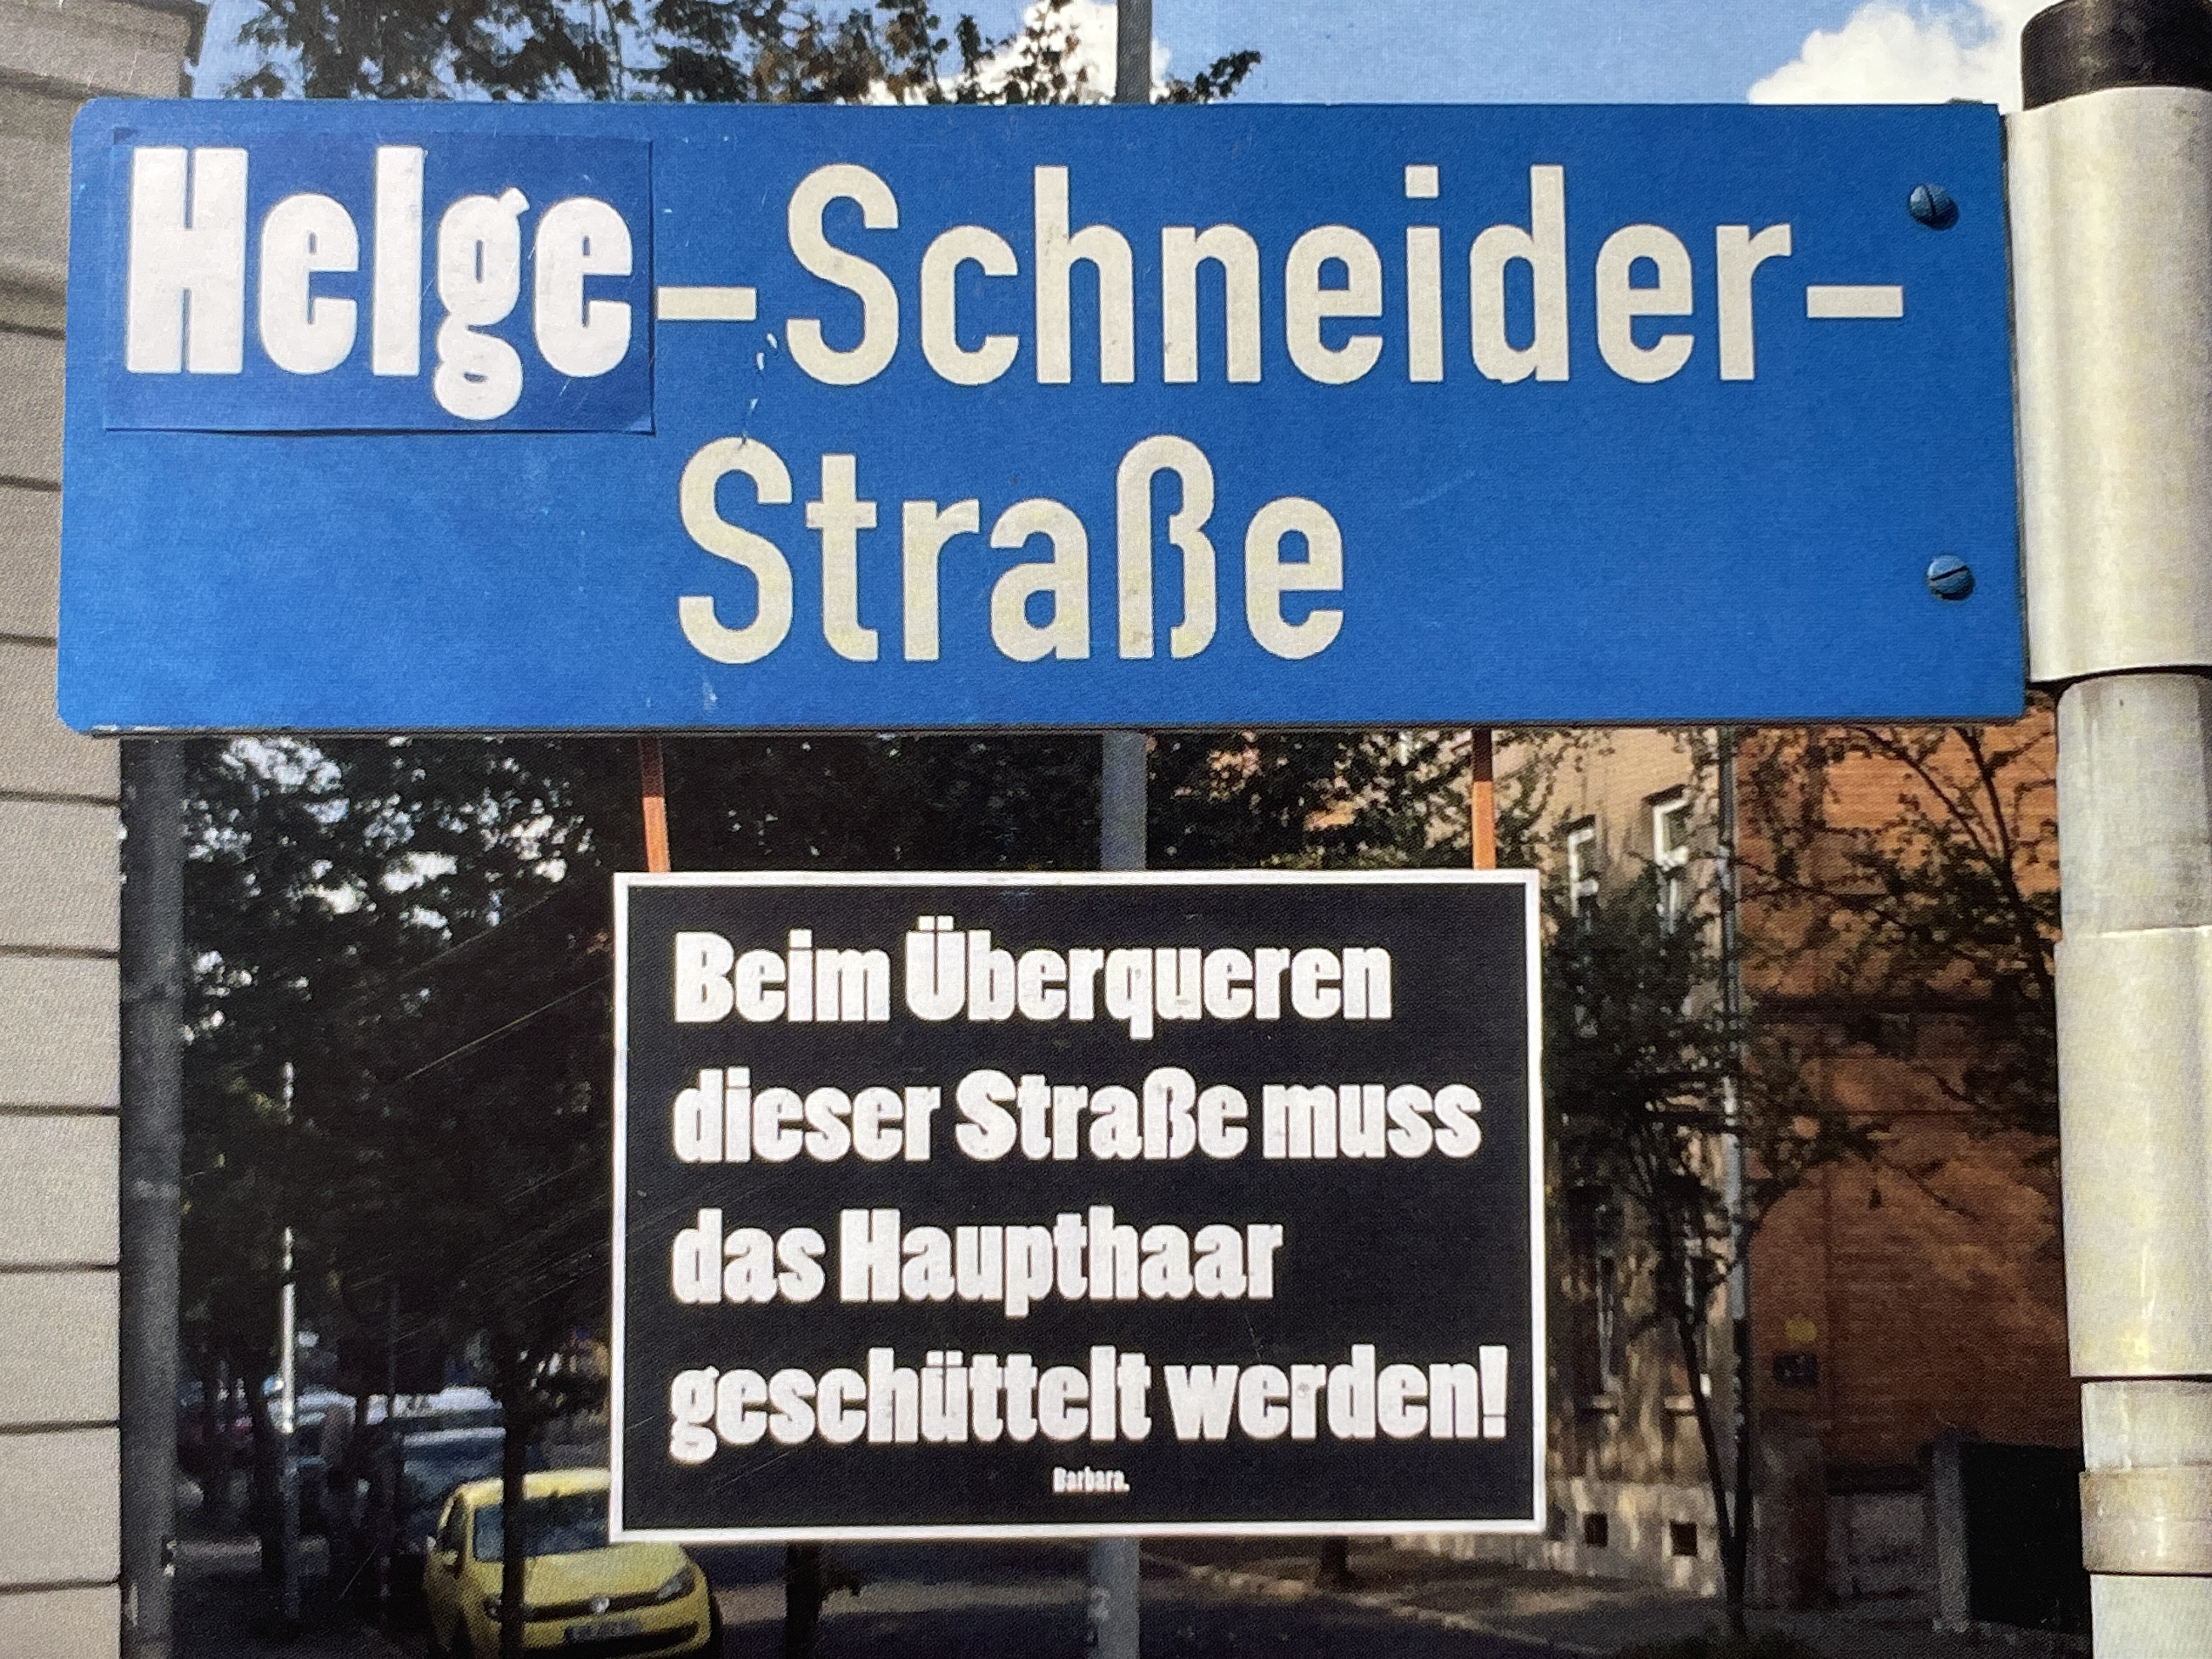 Helge-Schneider-
Straße
Beim Überqueren
dieser Straße muss
das Haupthaar
geschüttelt werden!
Barbara.